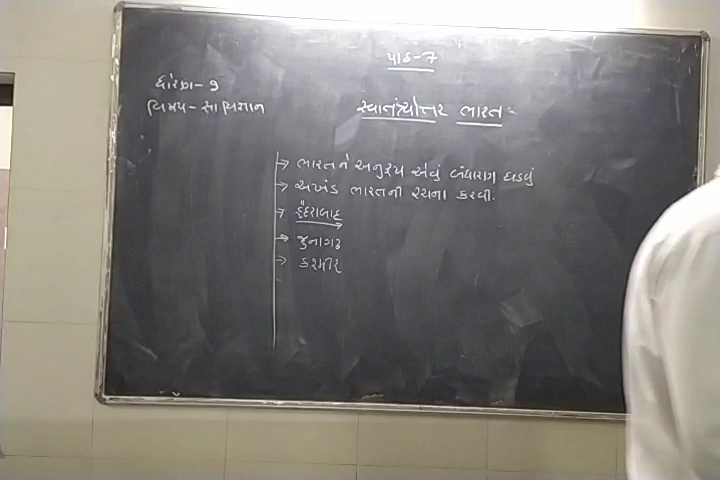 પાઠ-7
ધોરણ-9
વિષય-સા વિજ્ઞાન
સ્વાતંત્ર્યોત્તર ભારત:
→ ભારતને અનુરૂપ એવું બંધારણ ઘડવું
→ અખંડ ભારતની રચના કરવી.
→ હૈદરાબાદ
→ જુનાગઢ
→ કશ્મીર